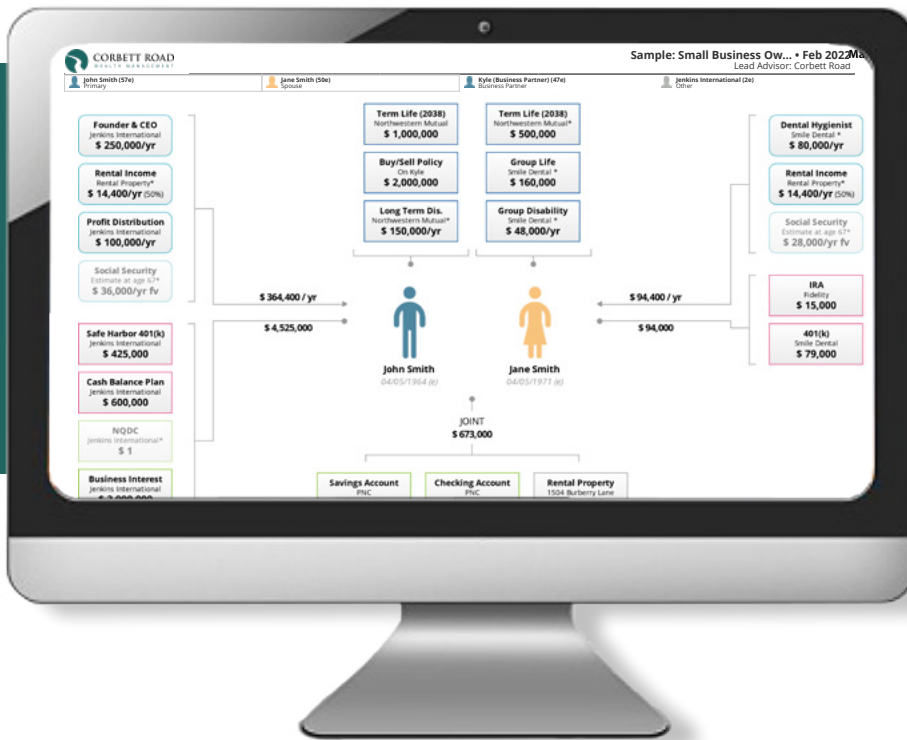 CORBETT ROAD
WEALTH MANAGEMENT
Sample: Small Business Ow... • Feb 2022
Lead Advisor: Corbett Road
John Smith (57e)
Primary
Jane Smith (50e)
Spouse
Kyle (Business Partner) (47e)
Business Partner
Jenkins International (2e)
Other
Founder & CEO
Jenkins International
$ 250,000/yr
Rental Income
Rental Property*
$ 14,400/yr (50%)
Profit Distribution
Jenkins International
$ 100,000/yr
Social Security
Estimate at age 67*
$ 36,000/yr fv
Safe Harbor 401(k)
Jenkins International
$ 425,000
Cash Balance Plan
Jenkins International
$ 600,000
NQDC
Jenkins International*
$ 1
Business Interest
Jenkins International
Term Life (2038)
Northwestern Mutual
$ 1,000,000
Buy/Sell Policy
On Kyle
$ 2,000,000
Long Term Dis.
Northwestern Mutual*
$ 150,000/yr
Term Life (2038)
Northwestern Mutual*
$ 500,000
Group Life
Smile Dental *
$ 160,000
Group Disability
Smile Dental *
$ 48,000/yr
$ 364,400 / yr
$ 4,525,000
John Smith
04/05/1964 (e)
Jane Smith
04/05/1971 (e)
$ 94,400 / yr
$ 94,000
JOINT
$ 673,000
Savings Account
PNC
Checking Account
PNC
Rental Property
1504 Burberry Lane
Dental Hygienist
Smile Dental *
$ 80,000/yr
Rental Income
Rental Property*
$ 14,400/yr (50%)
Social Security
Estimate at age 67*
$ 28,000/yr fv
IRA
Fidelity
$ 15,000
401(k)
Smile Dental
$ 79,000